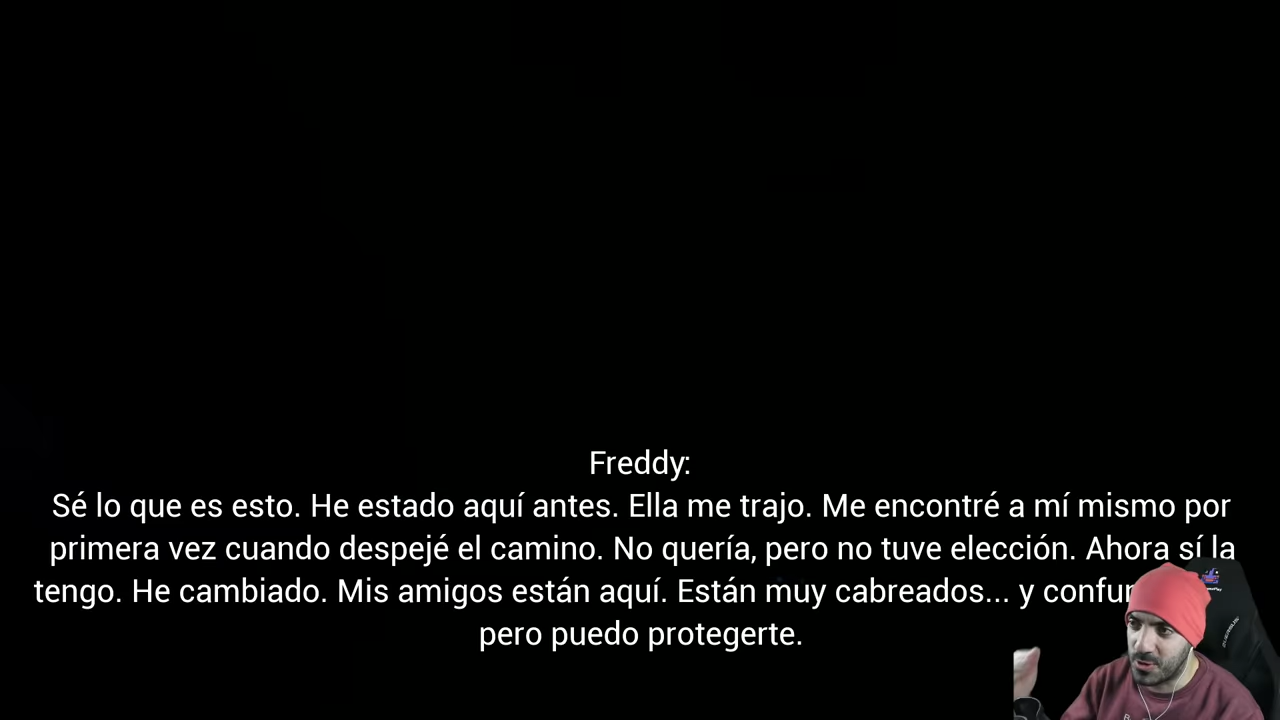 Freddy:
Sé lo que es esto. He estado aquí antes. Ella me trajo. Me encontré a mí mismo por
primera vez cuando despejé el camino. No quería, pero no tuve elección. Ahora sí la
tengo. He cambiado. Mis amigos están aquí. Están muy cabreados... y
pero puedo protegerte.